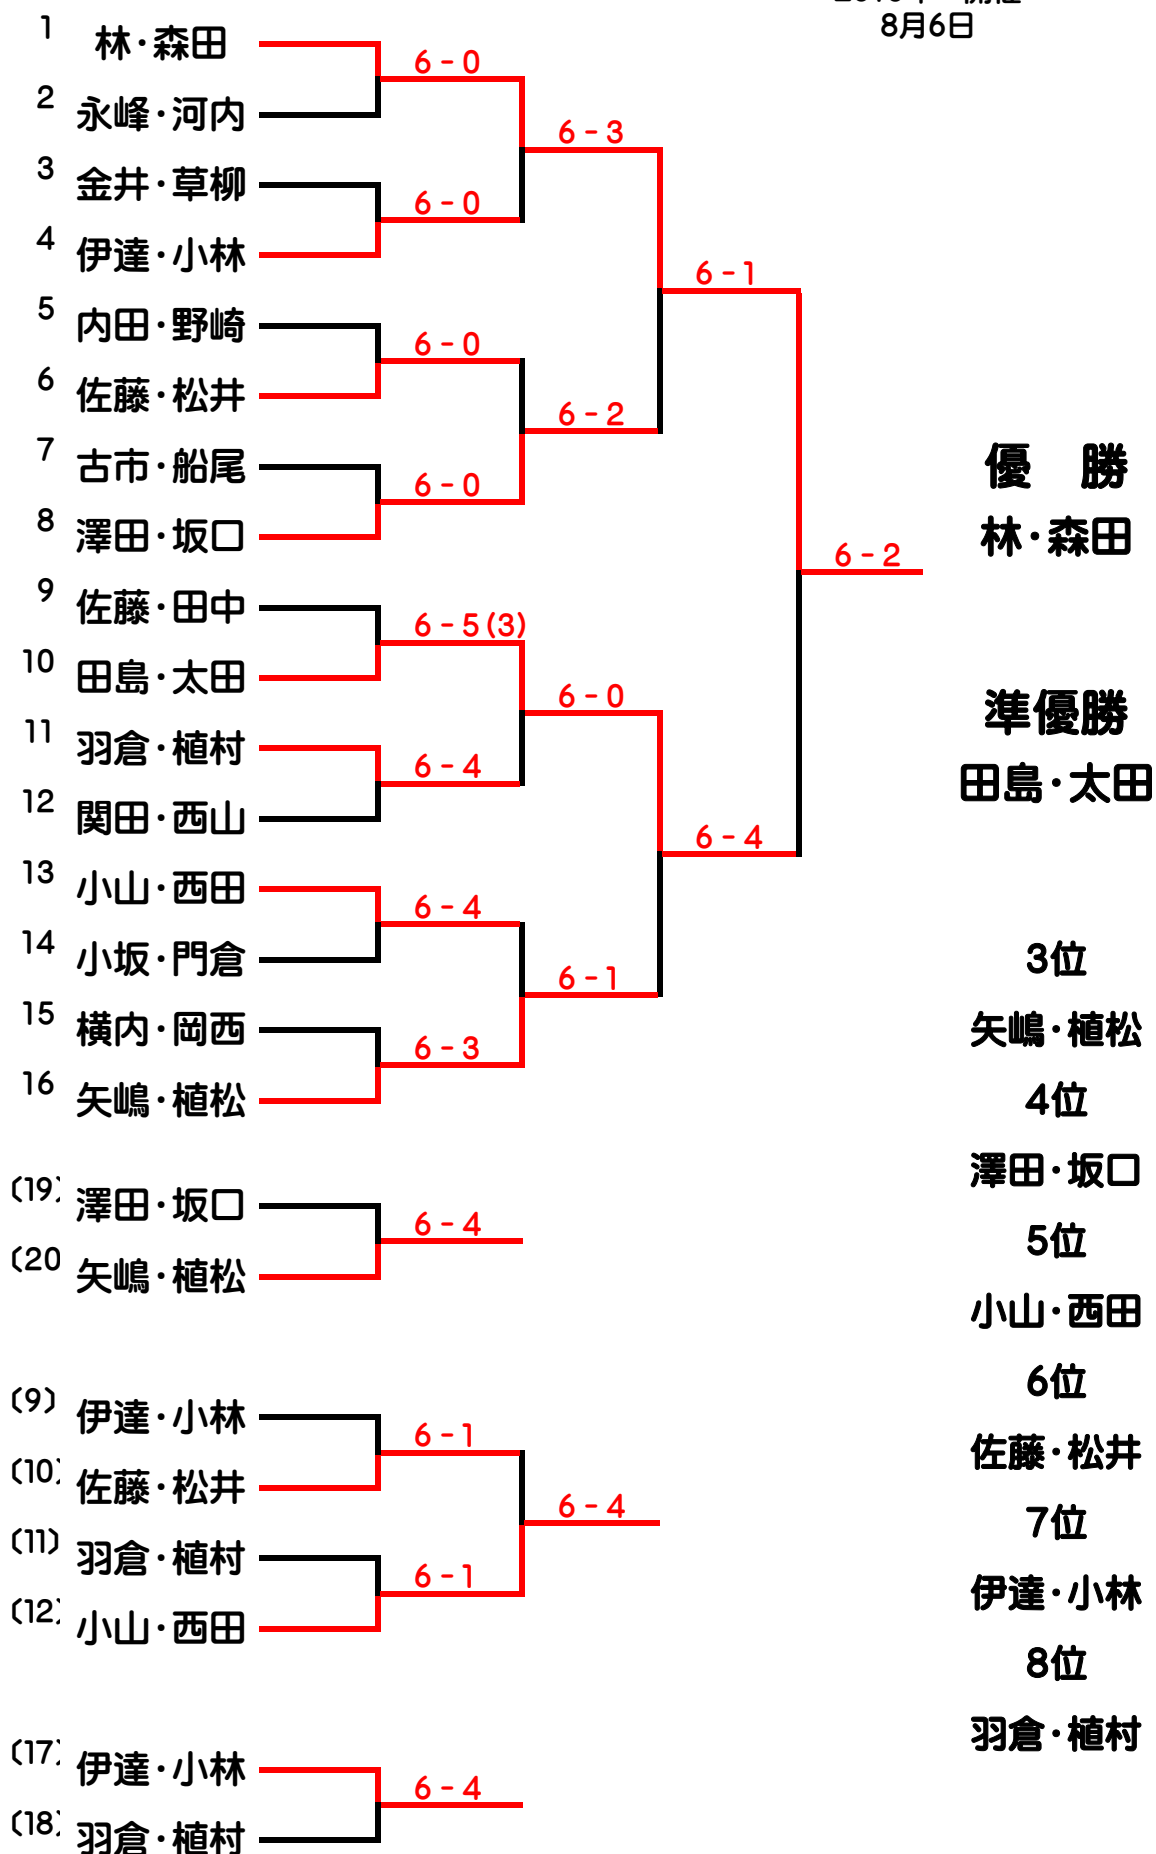 8月6日
1 林・森田
6-0
2 永峰・河内
6-3
3 金井・草柳
6-0
4 伊達・小林
6-1
5 内田・野崎
6-0
6 佐藤・松井
6-2
7 古市・船尾
6-0
8 澤田・坂口
優　勝
林・森田
6-2
9 佐藤・田中
6-5(3)
10 田島・太田
6-0
11 羽倉・植村
6-4
12 関田・西山
準優勝
田島・太田
6-4
13 小山・西田
6-4
14 小坂・門倉
6-1
15 横内・岡西
6-3
16 矢嶋・植松
(19) 澤田・坂口
6-4
(20 矢嶋・植松
(9) 伊達・小林
6-1
(10) 佐藤・松井
6-4
(11) 羽倉・植村
6-1
(12) 小山・西田
(17) 伊達・小林
6-4
(18) 羽倉・植村
3位
矢嶋・植松
4位
澤田・坂口
5位
小山・西田
6位
佐藤・松井
7位
伊達・小林
8位
羽倉・植村